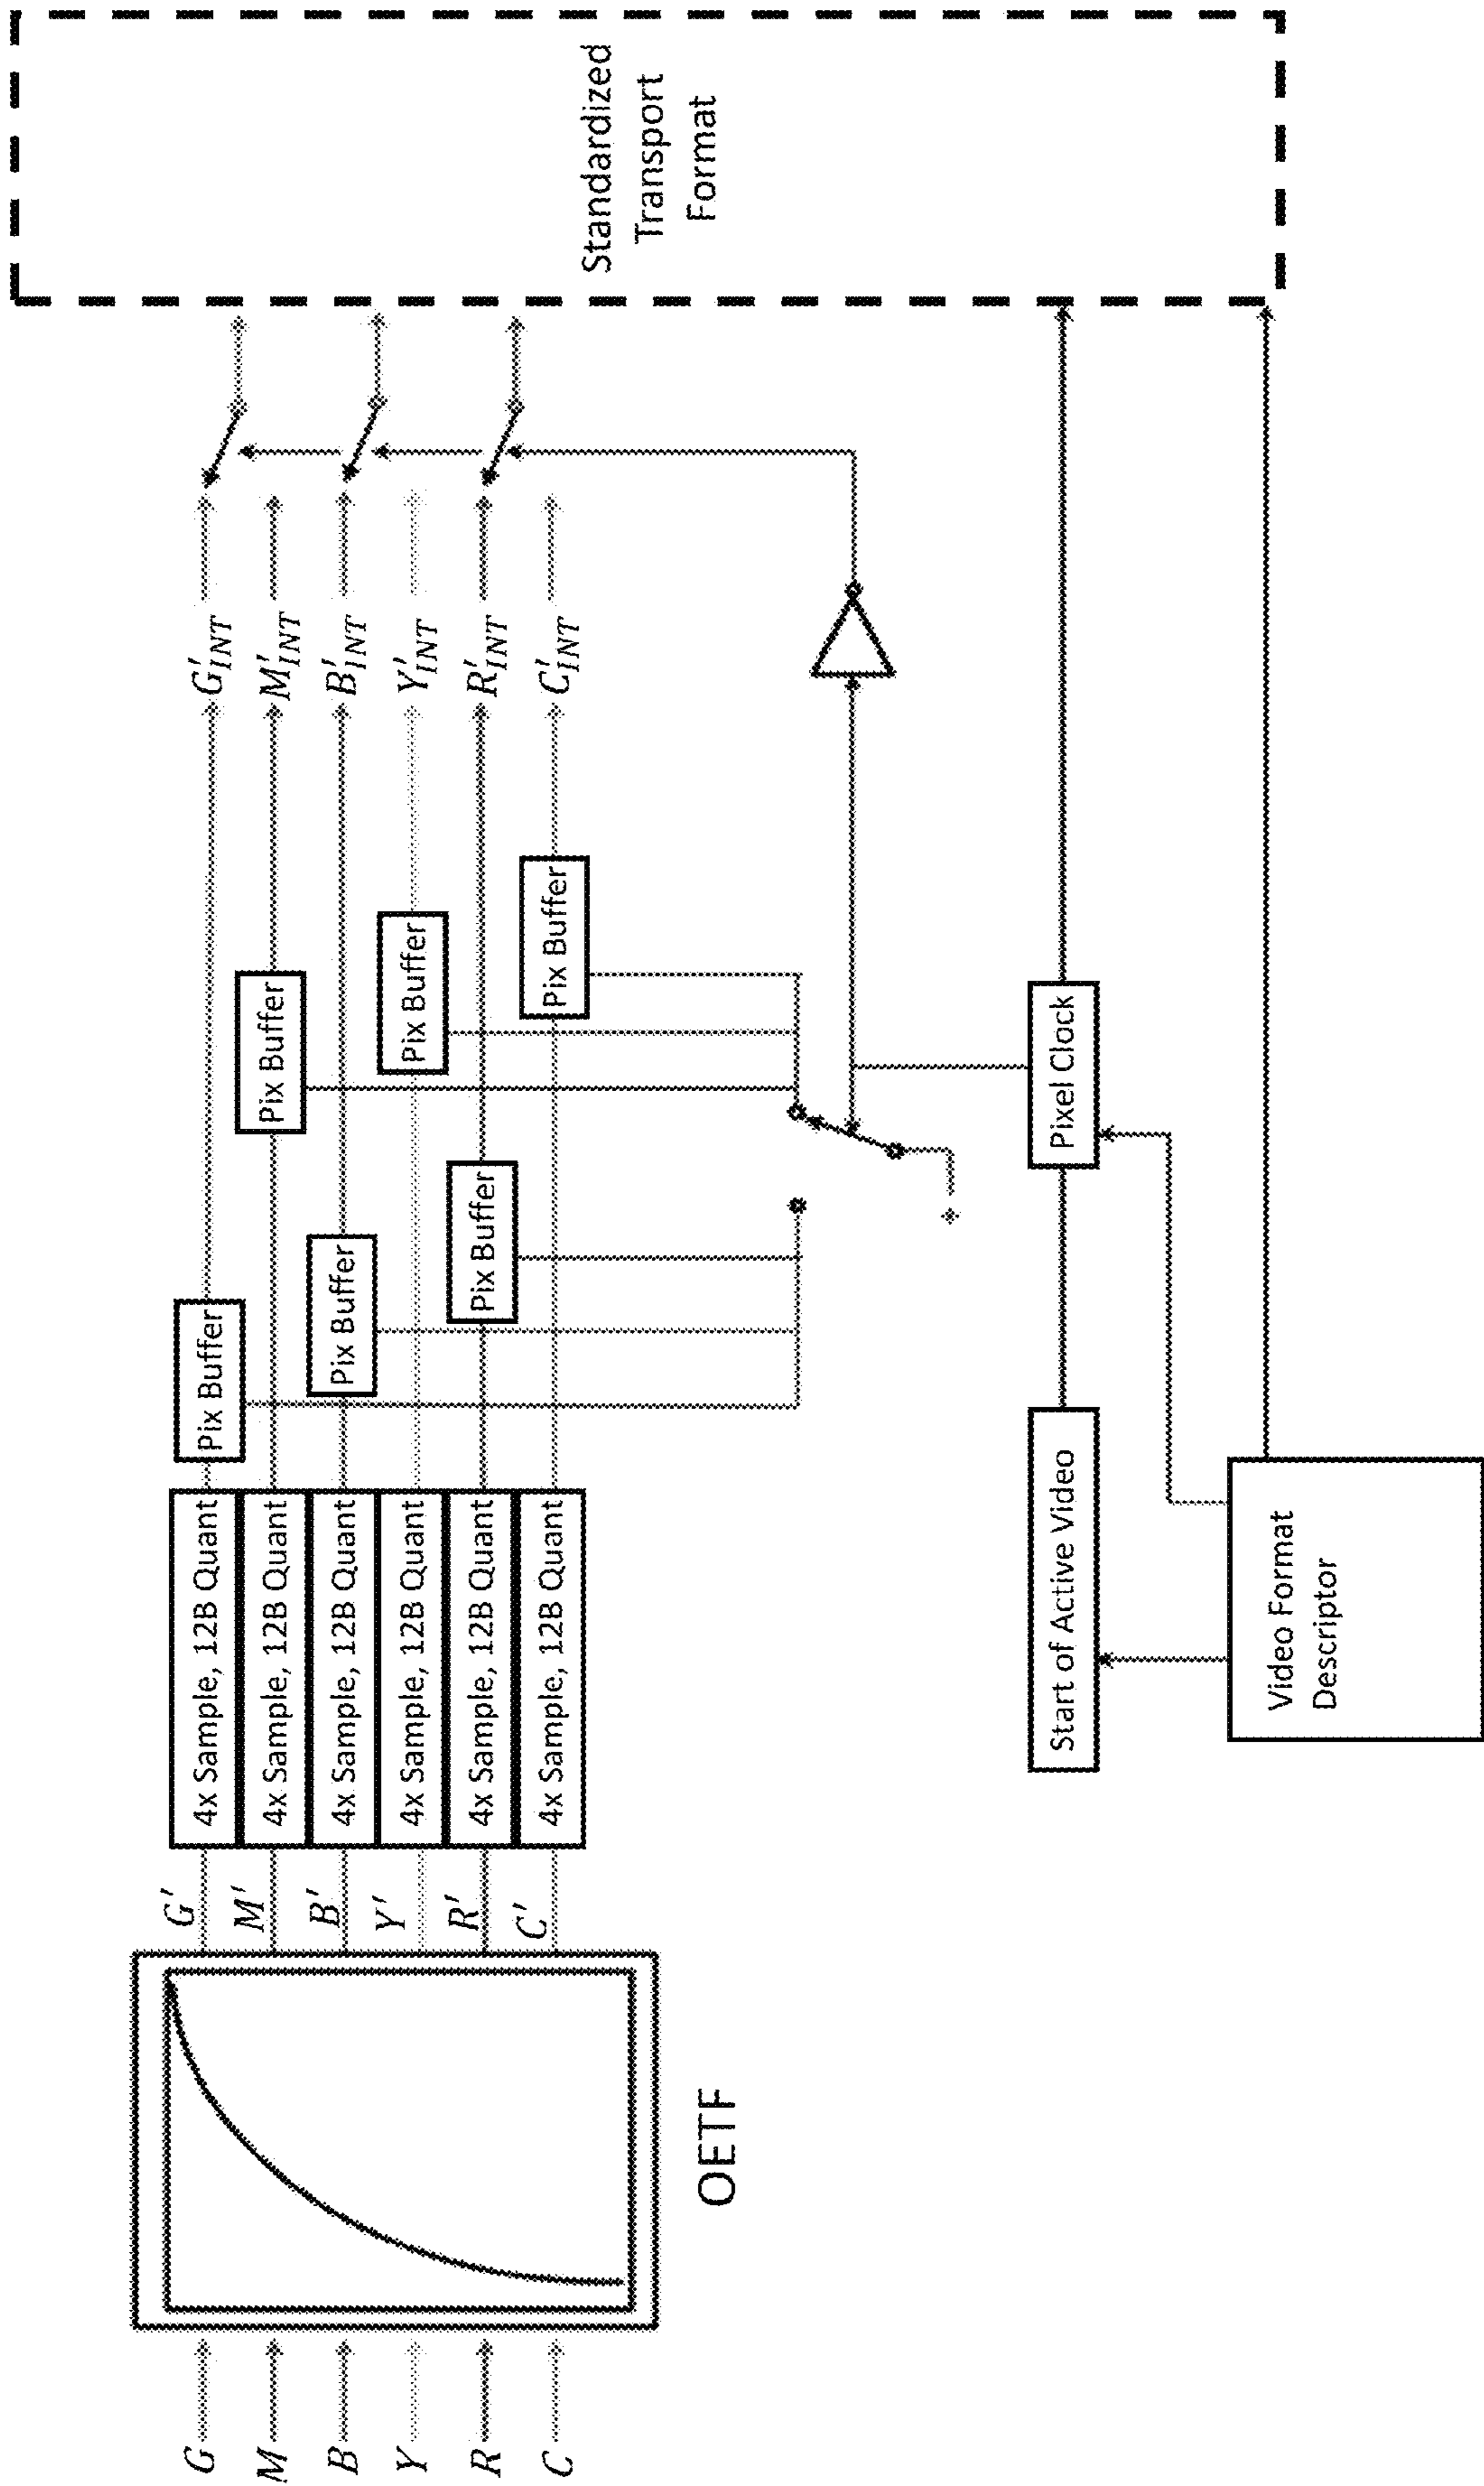 G
M
B
Y
R
C
OETF
G'
M'
B'
Y'
R'
C'
4x Sample, 12B Quant
4x Sample, 12B Quant
4x Sample, 12B Quant
4x Sample, 12B Quant
4x Sample, 12B Quant
4x Sample, 12B Quant
Pix Buffer
Pix Buffer
Pix Buffer
Pix Buffer
Pix Buffer
Pix Buffer
G'INT
M'INT
B'INT
Y'INT
R'INT
C'INT
Standardized
Transport
Format
Start of Active Video
Pixel Clock
Video Format
Descriptor